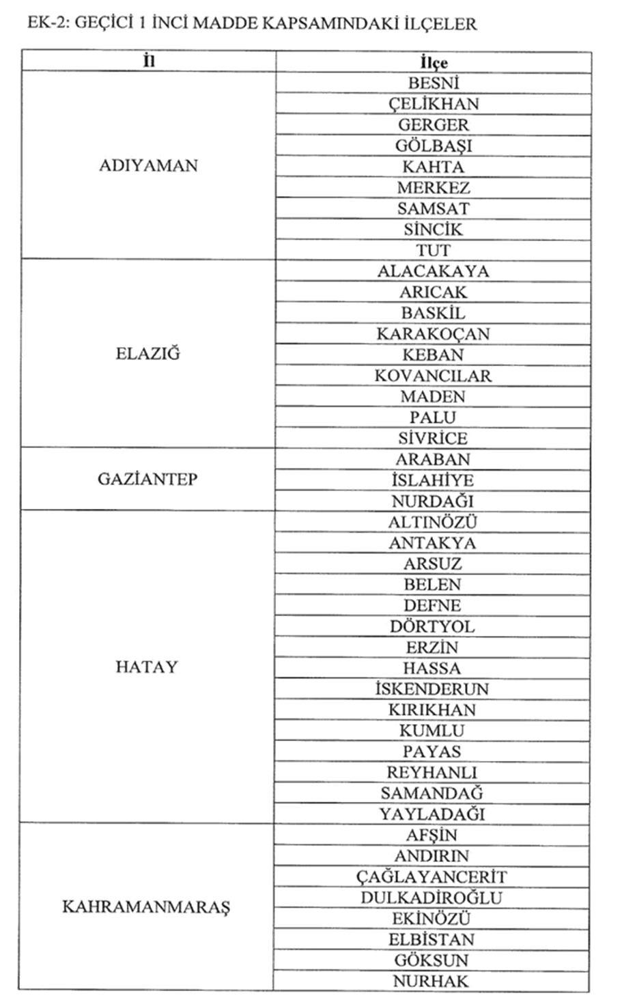 EK-2: GEÇİCİ 1 İNCİ MADDE KAPSAMINDAKİ İLÇELER
İl İlçe
ADIYAMAN
BESNİ
ÇELİKHAN
GERGER
GÖLBAŞI
KAHTA
MERKEZ
SAMSAT
SİNCİK
TUT
ELAZIĞ
ALACAKAYA
ARICAK
BASKİL
KARAKOÇAN
KEBAN
KOVANCILAR
MADEN
PALU
SİVRİCE
GAZİANTEP
ARABAN
İSLAHİYE
NURDAĞI
HATAY
ALTINÖZÜ
ANTAKYA
ARSUZ
BELEN
DEFNE
DÖRTYOL
ERZİN
HASSA
İSKENDERUN
KIRIKHAN
KUMLU
PAYAS
REYHANLI
SAMANDAĞ
YAYLADAĞI
KAHRAMANMARAŞ
AFŞİN
ANDIRIN
ÇAĞLAYANCERİT
DULKADİROĞLU
EKİNÖZÜ
ELBİSTAN
GÖKSUN
NURHAK